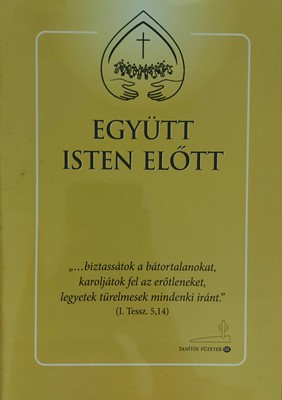 EGYÜTT
ISTEN ELŐTT
„...biztassátok a bátortalanokat,
karoljátok fel az erőtleneket,
legyetek türelmesek mindenki iránt.”
(I. Tessz. 5,14)
TANÍTÓI FÜZETEK